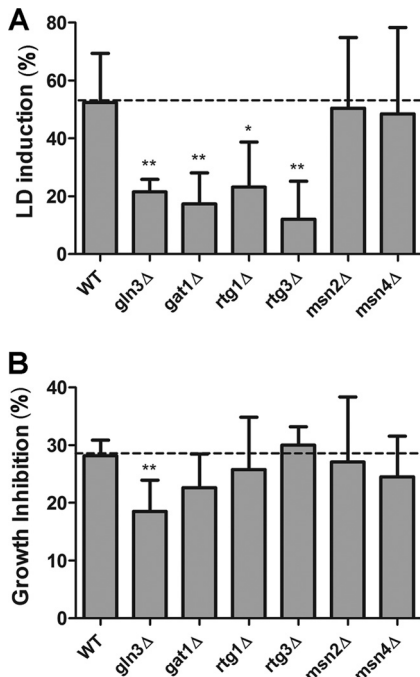 A
LD induction (%)
80
60
40
20
0
**
**
*
**
WT
gln3Δ
gat1Δ
rtg1Δ
rtg3Δ
msn2Δ
msn4Δ
B
Growth Inhibition (%)
40
30
20
10
0
**
WT
gln3Δ
gat1Δ
rtg1Δ
rtg3Δ
msn2Δ
msn4Δ